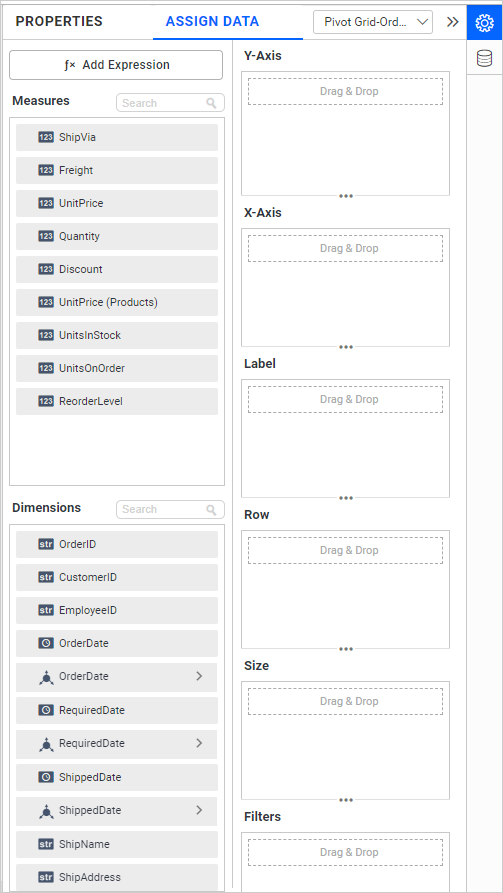 PROPERTIES
ASSIGN DATA
Pivot Grid-Ord...
ƒ× Add Expression
Measures
Search
123 ShipVia
123 Freight
123 UnitPrice
123 Quantity
123 Discount
123 UnitPrice (Products)
123 UnitsInStock
123 UnitsOnOrder
123 ReorderLevel
Dimensions
Search
str OrderID
str CustomerID
str EmployeeID
OrderDate
OrderDate
RequiredDate
RequiredDate
ShippedDate
ShippedDate
str ShipName
str ShipAddress
Y-Axis
Drag & Drop
X-Axis
Drag & Drop
Label
Drag & Drop
Row
Drag & Drop
Size
Drag & Drop
Filters
Drag & Drop